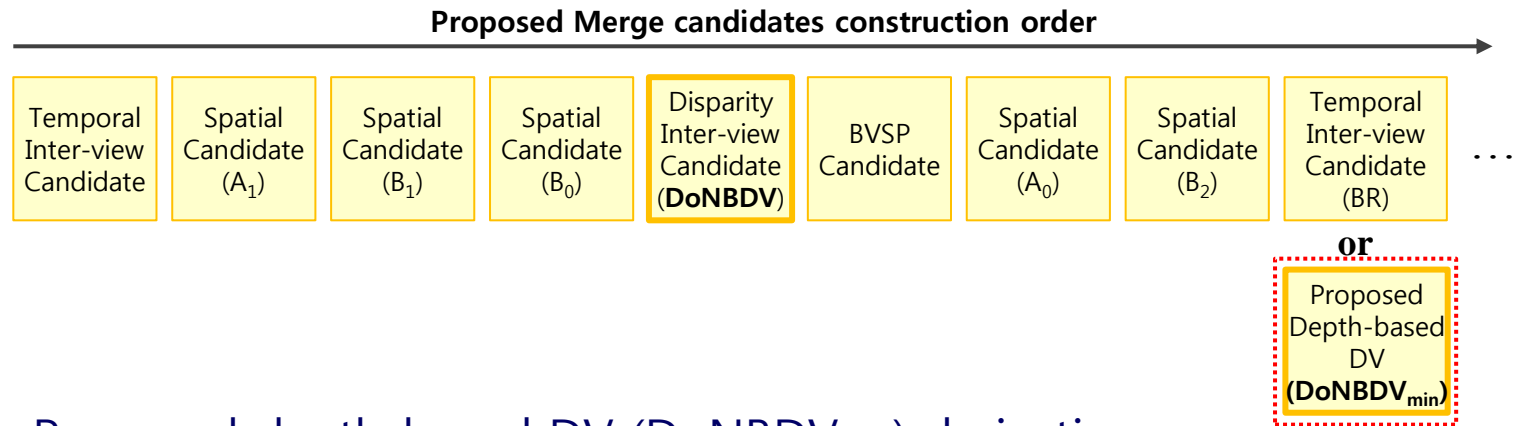 Proposed Merge candidates construction order
Temporal
Inter-view
Candidate
Spatial
Candidate
(A1)
Spatial
Candidate
(B1)
Spatial
Candidate
(B0)
Disparity
Inter-view
Candidate
(DoNBDV)
BVSP
Candidate
Spatial
Candidate
(A0)
Spatial
Candidate
(B2)
Temporal
Inter-view
Candidate
(BR)
...
or
Proposed
Depth-based
DV
(DoNBDVmin)